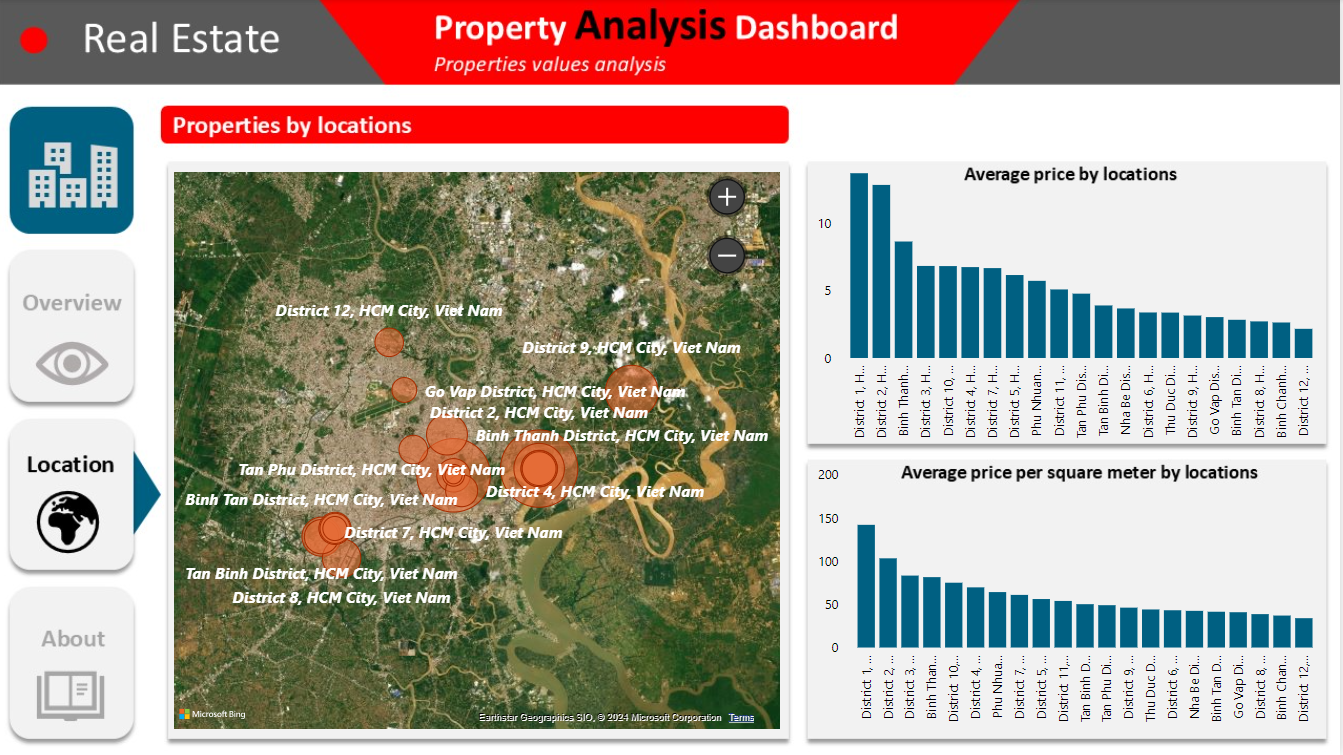 Real Estate
Property Analysis Dashboard
Properties values analysis
Properties by locations
Overview
Location
About
District 12, HCM City, Viet Nam
District 9, HCM City, Viet Nam
Go Vap District, HCM City, Viet Nam
District 2, HCM City, Viet Nam
Binh Thanh District, HCM City, Viet Nam
Tan Phu District, HCM City, Viet Nam
District 4, HCM City, Viet Nam
Binh Tan District, HCM City, Viet Nam
District 7, HCM City, Viet Nam
Tan Binh District, HCM City, Viet Nam
District 8, HCM City, Viet Nam
Microsoft Bing
Earthstar Geographics SIO, © 2024 Microsoft Corporation Terms
Average price by locations
10
5
0
District 1, H...
District 2, H...
Binh Thanh...
District 3, H...
District 10, ...
District 4, H...
District 7, H...
District 5, H...
Phu Nhuan...
District 11, ...
Tan Phu Dis...
Tan Binh Di...
Nha Be Dis...
District 6, H...
Thu Duc Di...
District 9, H...
Go Vap Dis...
Binh Tan Di...
District 8, H...
Binh Chanh...
District 12, ...
Average price per square meter by locations
200
150
100
50
0
District 1, ...
District 2, ...
District 3, ...
Binh Than...
District 10,...
District 4, ...
Phu Nhua...
District 7, ...
District 5, ...
District 11,...
Tan Binh D...
Tan Phu Di...
District 9, ...
Thu Duc D...
District 6, ...
Nha Be Di...
Binh Tan D...
Go Vap Di...
District 8, ...
Binh Chan...
District 12,...